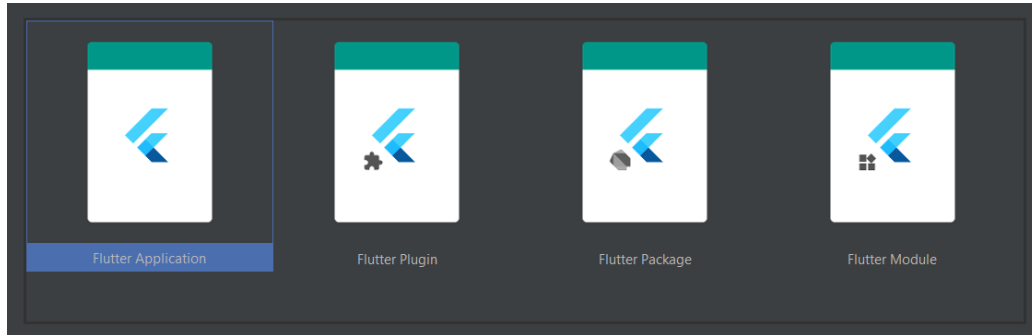 Flutter Application
Flutter Plugin
Flutter Package
Flutter Module